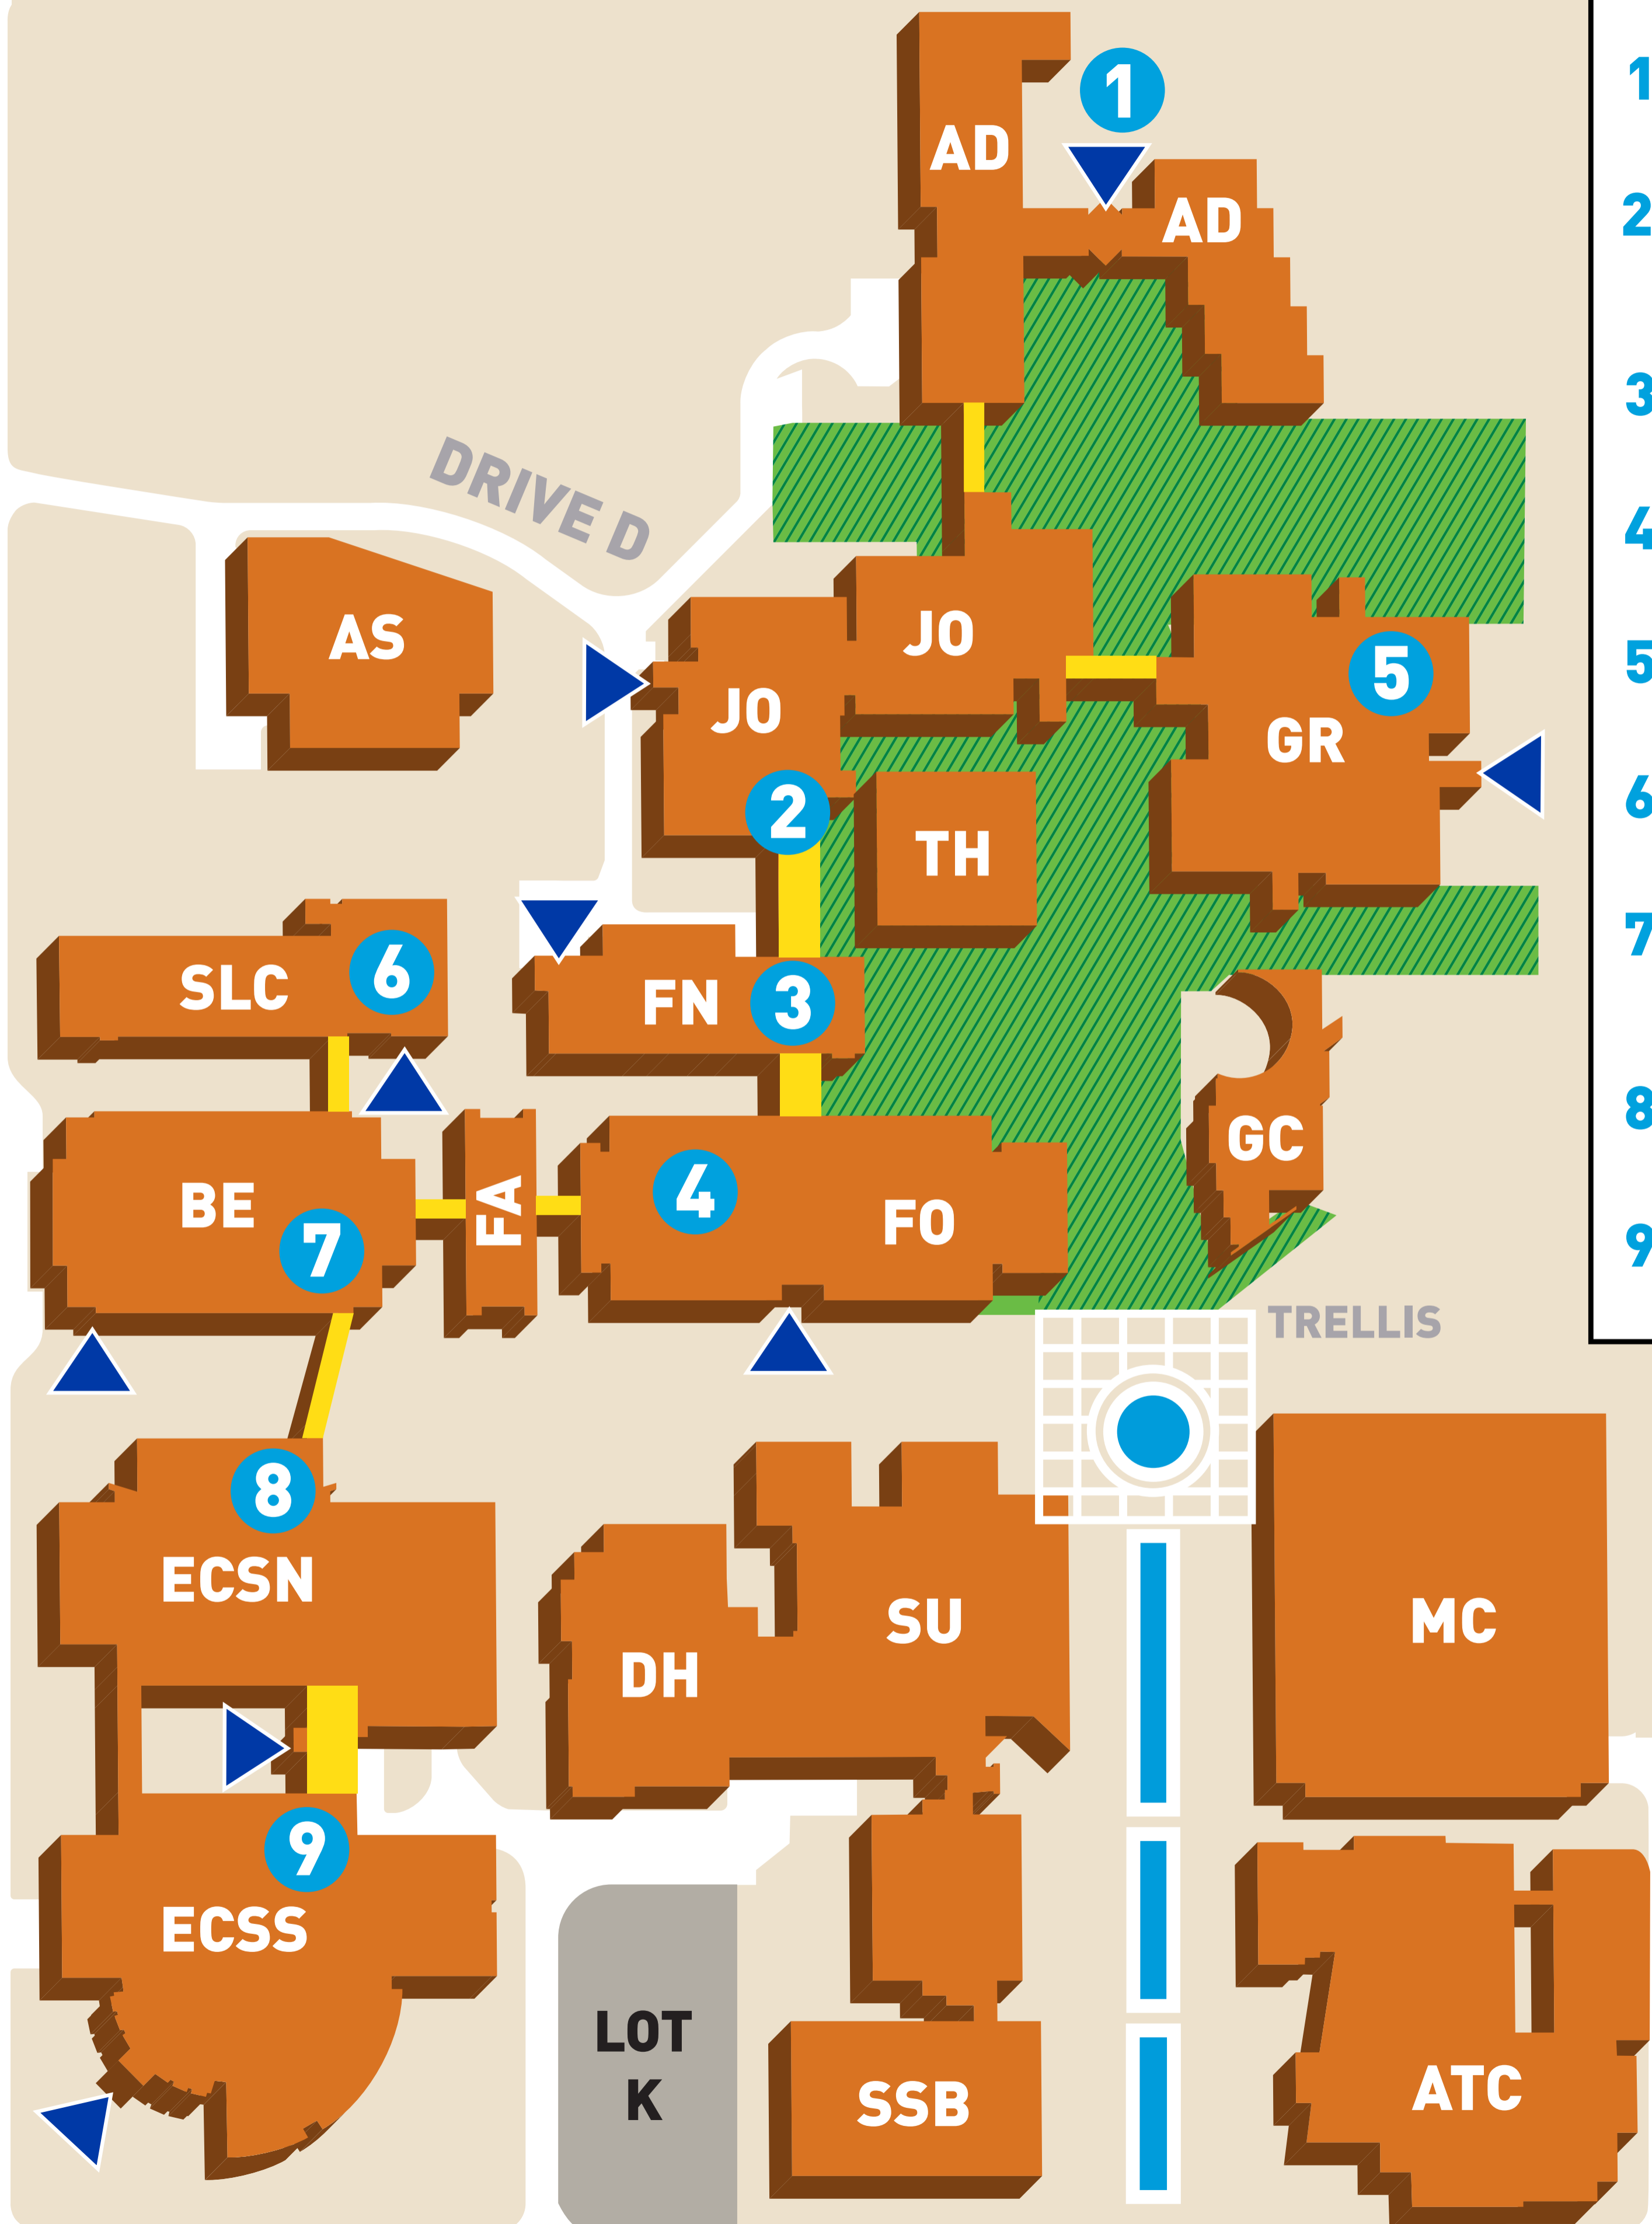 1
AD
AD
1
2
3
DRIVE D
4
AS
JO
5
5
JO
GR
2
6
TH
7
SLC
6
FN
3
8
GC
BE
4
FO
FA
7
9
TRELLIS
8
ECSN
SU
MC
DH
9
ECSS
LOT
K
SSB
ATC